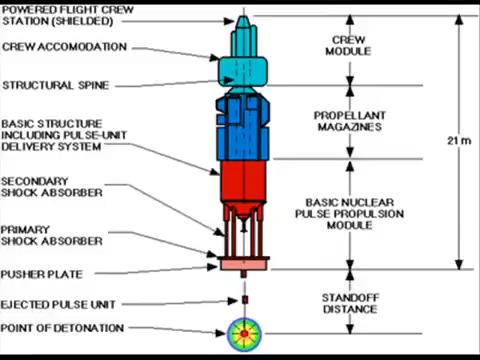 POWERED FLIGHT CREW
STATION (SHIELDED)
CREW ACCOMODATION
STRUCTURAL SPINE
BASIC STRUCTURE
INCLUDING PULSE-UNIT
DELIVERY SYSTEM
SECONDARY
SHOCK ABSORBER
PRIMARY
SHOCK ABSORBER
PUSHER PLATE
EJECTED PULSE UNIT
POINT OF DETONATION
CREW
MODULE
PROPELLANT
MAGAZINES
21 m
BASIC NUCLEAR
PULSE PROPULSION
MODULE
STANDOFF
DISTANCE